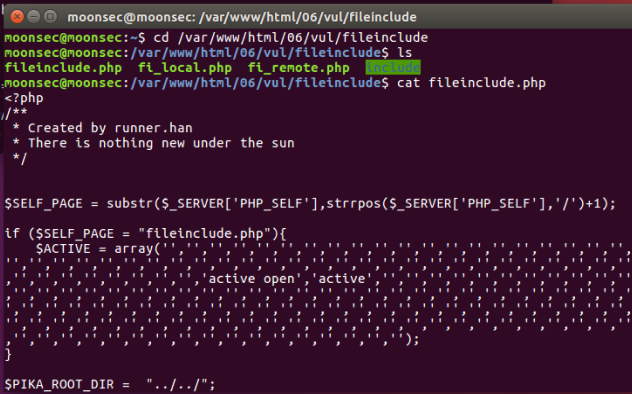 moonsec@moonsec: /var/www/html/06/vul/fileinclude
moonsec@moonsec:~$ cd /var/www/html/06/vul/fileinclude
moonsec@moonsec:/var/www/html/06/vul/fileinclude$ ls
fileinclude.php  fi_local.php  fi_remote.php  include
moonsec@moonsec:/var/www/html/06/vul/fileinclude$ cat fileinclude.php
<?php
/**
 * Created by runner.han
 * There is nothing new under the sun
 */
$SELF_PAGE = substr($_SERVER['PHP_SELF'],strrpos($_SERVER['PHP_SELF'],'/')+1);
if ($SELF_PAGE = "fileinclude.php"){
    $ACTIVE = array('','','','','','','','','','','','','','','','','','','','',
'','','','','','','','','','','','','','','','','','','','','','','','','','',''
,'','','','','','','','','active open','active','','','','','','','','','','',''
,'','','','','','','','','','','','','','','','','','','','','','','','','','','
','','','','','','','','','','','','','','','','','','','','','','','','','',''
,'','','','','','','','','','','','','','','','','');
}
$PIKA_ROOT_DIR =  "../../";